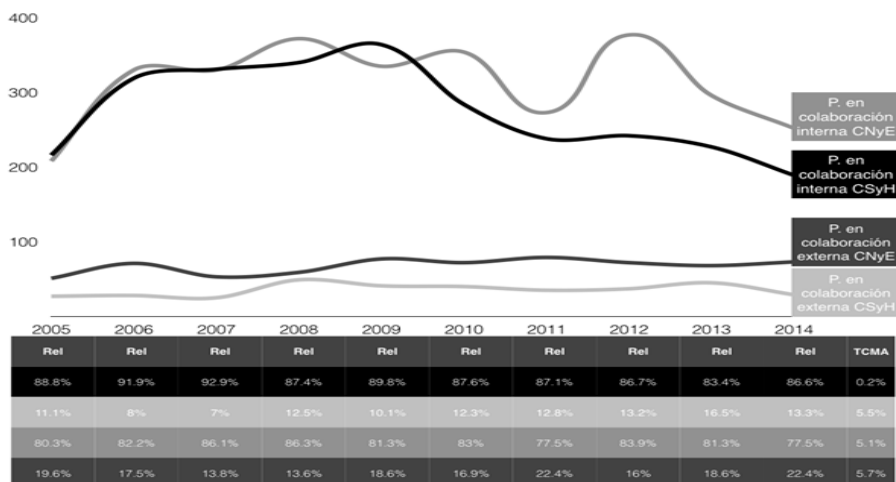 400
300
200
100
P. en
colaboración
interna CNyE
P. en
colaboración
interna CSyH
P. en
colaboración
externa CNyE
P. en
colaboración
externa CSyH
2005 2006 2007 2008 2009 2010 2011 2012 2013 2014
Rel Rel Rel Rel Rel Rel Rel Rel Rel Rel TCMA
88.8% 91.9% 92.9% 87.4% 89.8% 87.6% 87.1% 86.7% 83.4% 86.6% 0.2%
11.1% 8% 7% 12.5% 10.1% 12.3% 12.8% 13.2% 16.5% 13.3% 5.5%
80.3% 82.2% 86.1% 86.3% 81.3% 83% 77.5% 83.9% 81.3% 77.5% 5.1%
19.6% 17.5% 13.8% 13.6% 18.6% 16.9% 22.4% 16% 18.6% 22.4% 5.7%